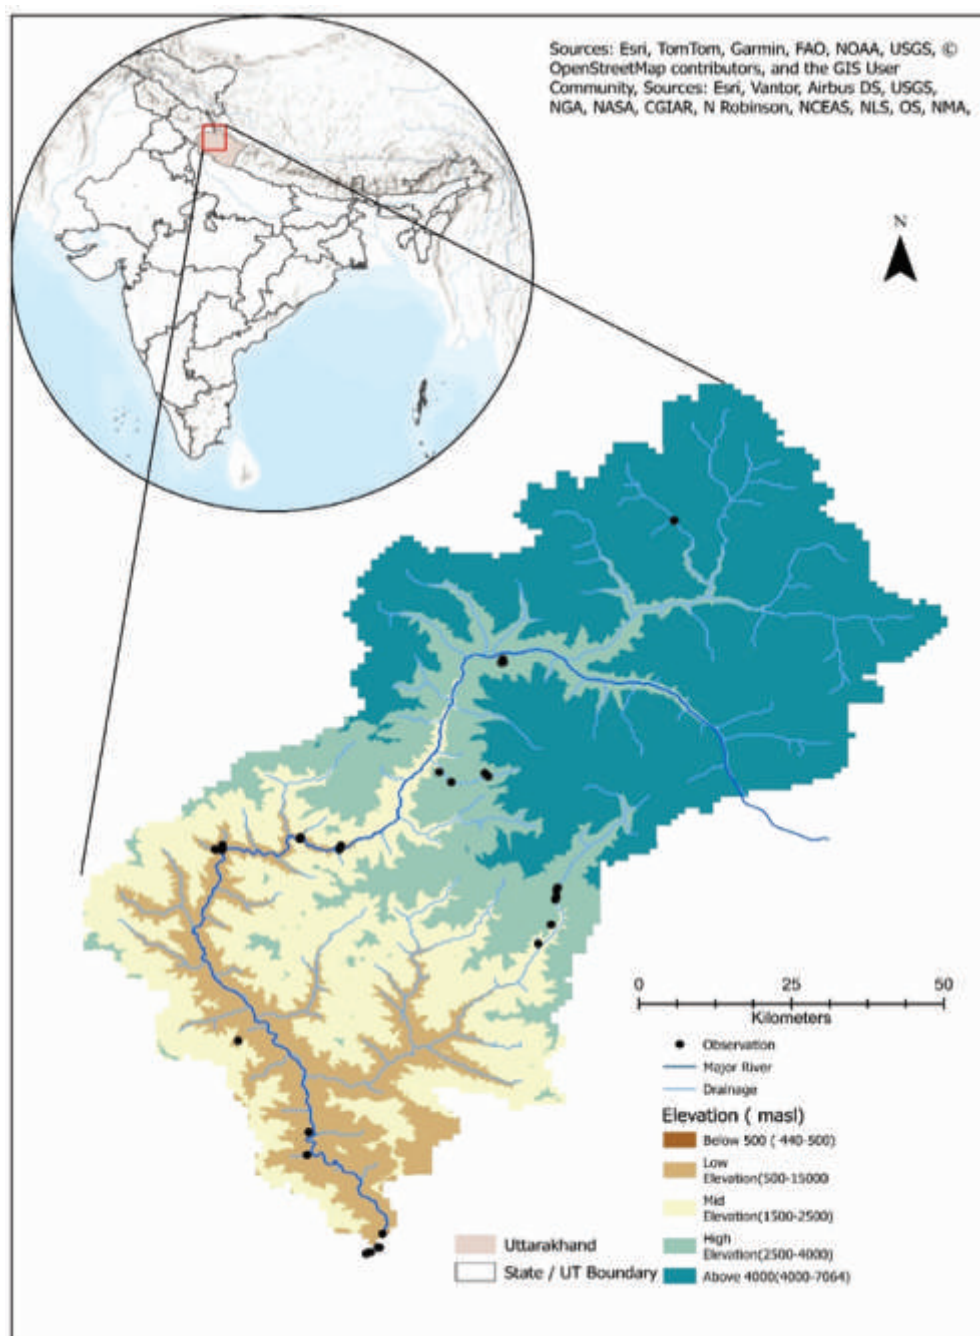 Sources: Esri, TomTom, Garmin, FAO, NOAA, USGS, ©
OpenStreetMap contributors, and the GIS User
Community, Sources: Esri, Vantor, Airbus DS, USGS,
NGA, NASA, CGIAR, N Robinson, NCEAS, NLS, OS, NMA,
N
0 25 50
Kilometers
Observation
Major River
Drainage
Elevation ( masl)
Below 500 ( 440-500)
Low
Elevation(500-15000
Mid
Elevation(1500-2500)
High
Elevation(2500-4000)
Above 4000(4000-7064)
Uttarakhand
State / UT Boundary